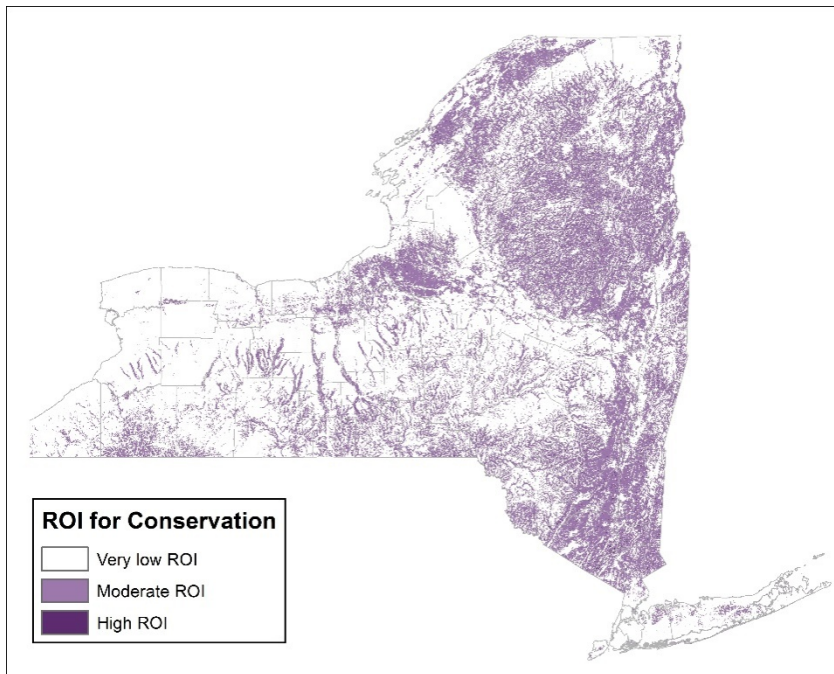 ROI for Conservation
Very low ROI
Moderate ROI
High ROI